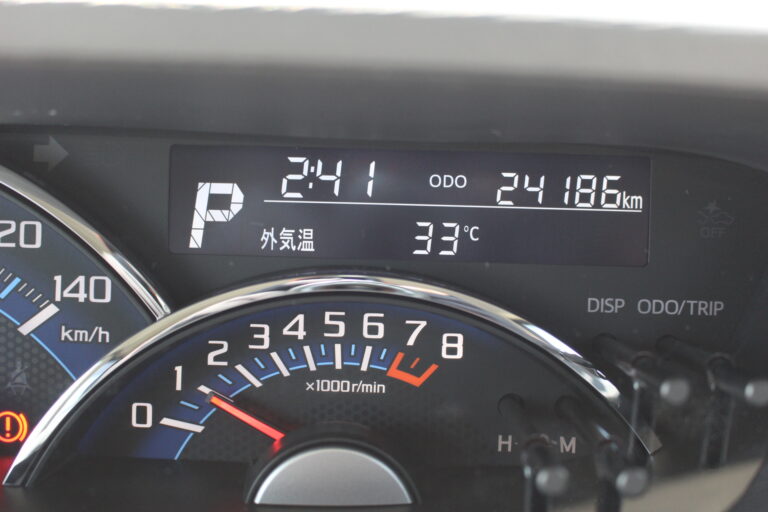 2:41 ODO 24186km
P
外気温 33°C
OFF
DISP ODO/TRIP
20
140
km/h
0 1 2 3 4 5 6 7 8
×1000r/min
H M